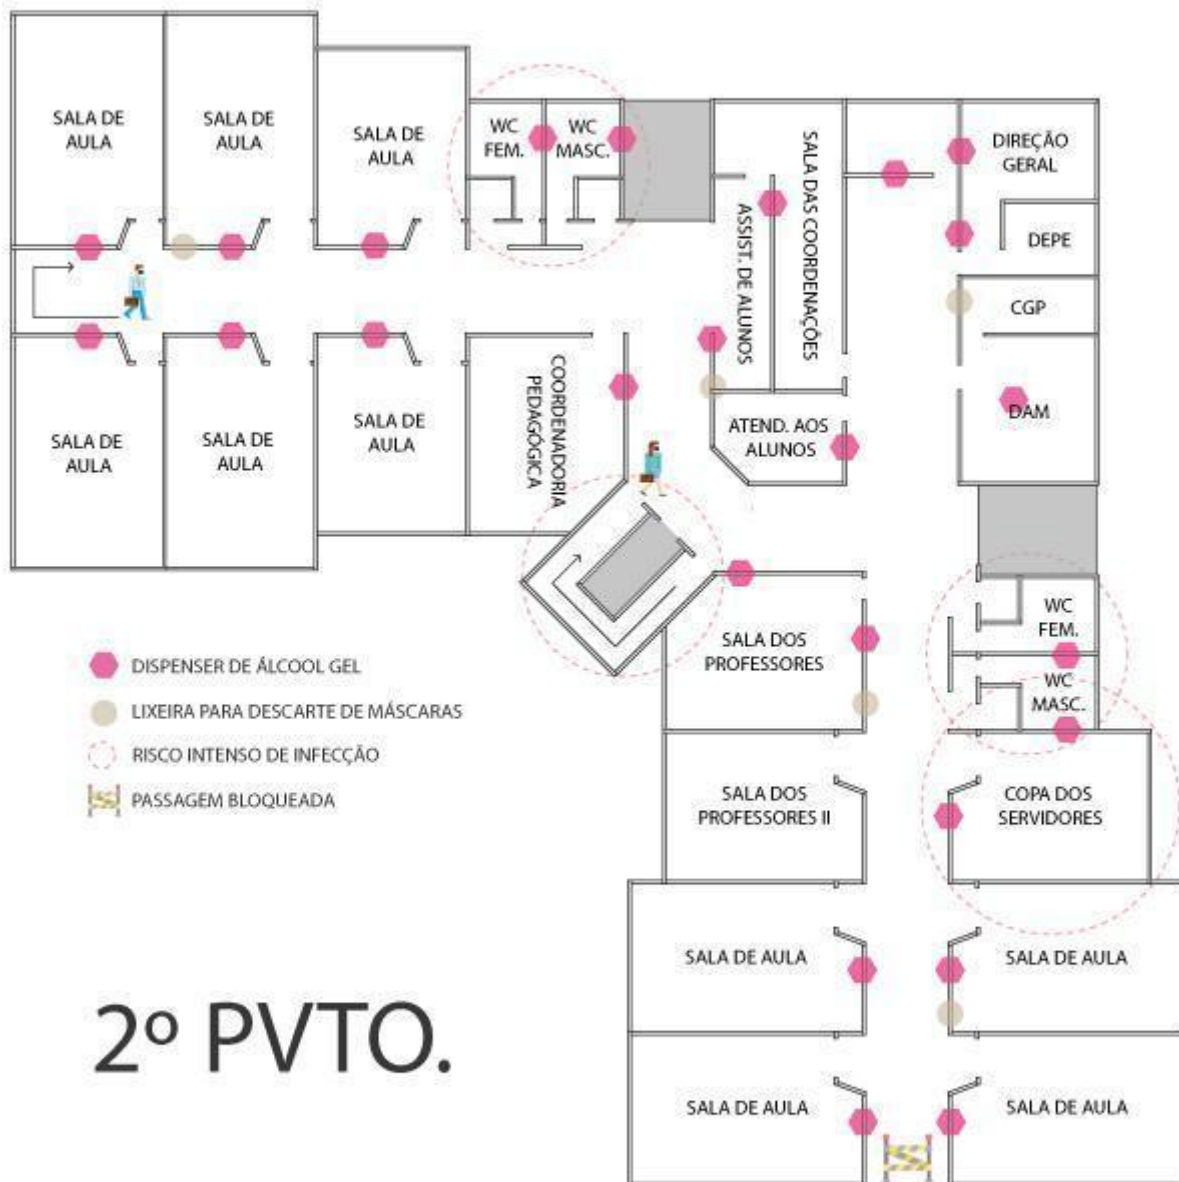 SALA DE
AULA
SALA DE
AULA
SALA DE
AULA
WC
FEM.
WC
MASC.
SALA DAS COORDENAÇÕES
ASSIST. DE ALUNOS
DIREÇÃO
GERAL
DEPE
CGP
DAM
SALA DE
AULA
SALA DE
AULA
SALA DE
AULA
COORDENADORIA
PEDAGÓGICA
ATEND. AOS
ALUNOS
SALA DOS
PROFESSORES
WC
FEM.
WC
MASC.
DISPENSER DE ÁLCOOL GEL
LIXEIRA PARA DESCARTE DE MÁSCARAS
RISCO INTENSO DE INFECÇÃO
PASSAGEM BLOQUEADA
SALA DOS
PROFESSORES II
COPA DOS
SERVIDORES
SALA DE AULA
SALA DE AULA
2º PVTO.
SALA DE AULA
SALA DE AULA